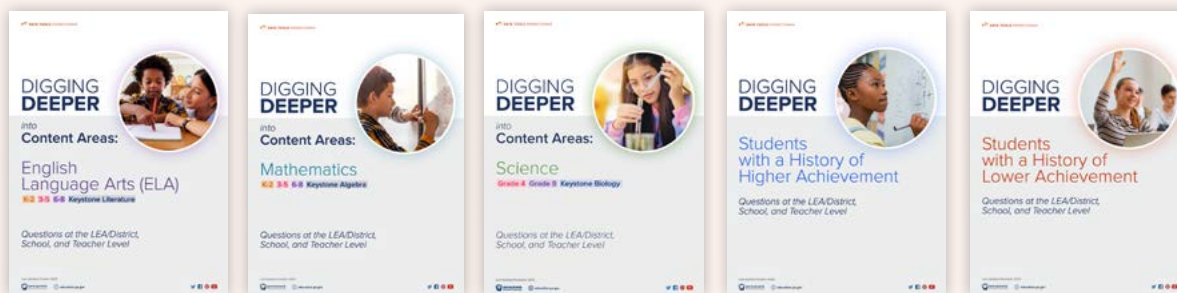 DIGGING
DEEPER
into
Content Areas:
English
Language Arts (ELA)
K-2 3-5 6-8 Keystone Literature
Questions at the LEA/District,
School, and Teacher Level
DIGGING
DEEPER
into
Content Areas:
Mathematics
K-2 3-5 6-8 Keystone Algebra
Questions at the LEA/District,
School, and Teacher Level
DIGGING
DEEPER
into
Content Areas:
Science
Grade 4 Grade 8 Keystone Biology
Questions at the LEA/District,
School, and Teacher Level
DIGGING
DEEPER
Students
with a History of
Higher Achievement
Questions at the LEA/District,
School, and Teacher Level
DIGGING
DEEPER
Students
with a History of
Lower Achievement
Questions at the LEA/District,
School, and Teacher Level